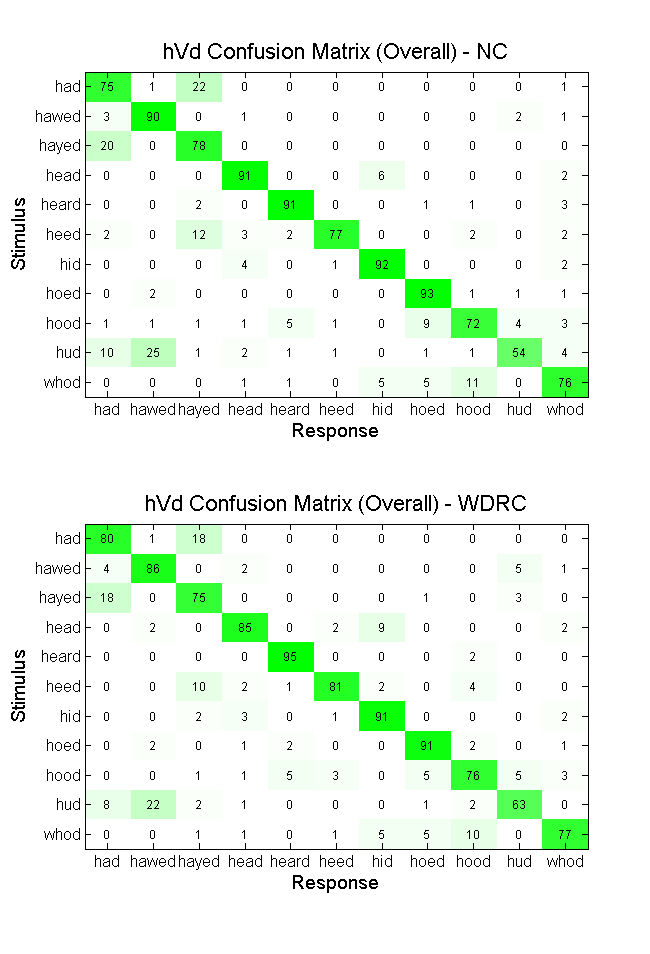 hVd Confusion Matrix (Overall) - NC
had 75 1 22 0 0 0 0 0 0 0 1
hawed 3 90 0 1 0 0 0 0 0 2 1
hayed 20 0 78 0 0 0 0 0 0 0 0
head 0 0 0 91 0 0 6 0 0 0 2
heard 0 0 2 0 91 0 0 1 1 0 3
heed 2 0 12 3 2 77 0 0 2 0 2
hid 0 0 0 4 0 1 92 0 0 0 2
hoed 0 2 0 0 0 0 0 93 1 1 1
hood 1 1 1 1 5 1 0 9 72 4 3
hud 10 25 1 2 1 1 0 1 1 54 4
whod 0 0 0 1 1 0 5 5 11 0 76
Stimulus
had hawed hayed head heard heed hid hoed hood hud whod
Response
hVd Confusion Matrix (Overall) - WDRC
had 80 1 18 0 0 0 0 0 0 0 0
hawed 4 86 0 2 0 0 0 0 0 5 1
hayed 18 0 75 0 0 0 0 1 0 3 0
head 0 2 0 85 0 2 9 0 0 0 2
heard 0 0 0 0 95 0 0 0 2 0 0
heed 0 0 10 2 1 81 2 0 4 0 0
hid 0 0 2 3 0 1 91 0 0 0 2
hoed 0 2 0 1 2 0 0 91 2 0 1
hood 0 0 1 1 5 3 0 5 76 5 3
hud 8 22 2 1 0 0 0 1 2 63 0
whod 0 0 1 1 0 1 5 5 10 0 77
Stimulus
had hawed hayed head heard heed hid hoed hood hud whod
Response